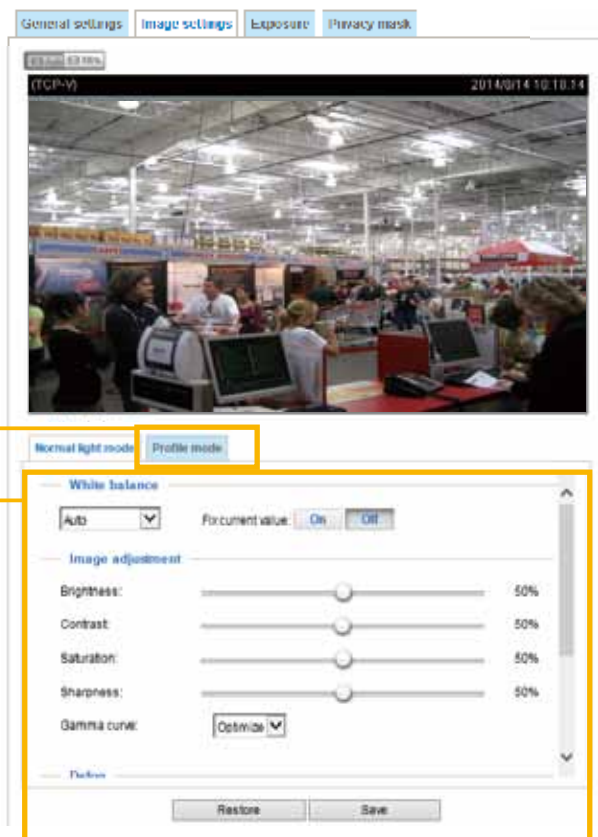 General settings Image settings Exposure Privacy mask
(TCP-V) 2014/8/14 10:10:14
Normal light mode Profile mode
White balance
Auto Fix current value: On Off
Image adjustment
Brightness: 50%
Contrast: 50%
Saturation: 50%
Sharpness: 50%
Gamma curve: Optimize
Defog
Restore Save